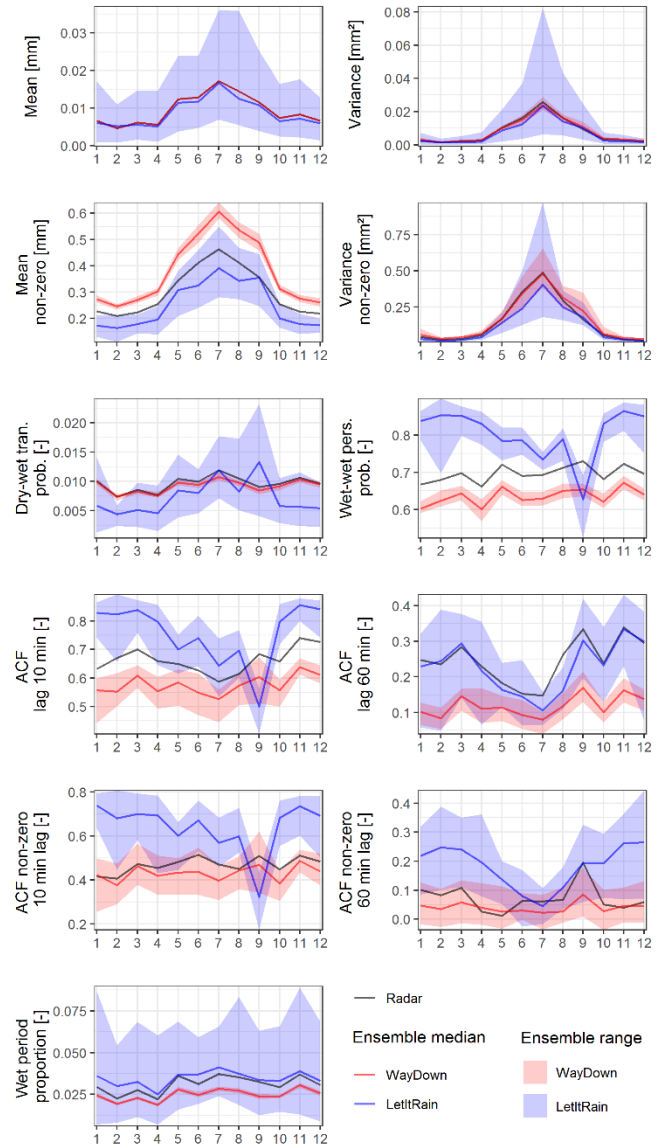 Mean [mm]
0.03
0.02
0.01
0.00
1 2 3 4 5 6 7 8 9 10 11 12
Variance [mm²]
0.08
0.06
0.04
0.02
0.00
1 2 3 4 5 6 7 8 9 10 11 12
Mean
non-zero [mm]
0.6
0.5
0.4
0.3
0.2
1 2 3 4 5 6 7 8 9 10 11 12
Variance
non-zero [mm²]
0.75
0.50
0.25
1 2 3 4 5 6 7 8 9 10 11 12
Dry-wet tran.
prob. [-]
0.020
0.015
0.010
0.005
1 2 3 4 5 6 7 8 9 10 11 12
Wet-wet pers.
prob. [-]
0.8
0.7
0.6
1 2 3 4 5 6 7 8 9 10 11 12
ACF
lag 10 min [-]
0.8
0.7
0.6
0.5
1 2 3 4 5 6 7 8 9 10 11 12
ACF
lag 60 min [-]
0.4
0.3
0.2
0.1
1 2 3 4 5 6 7 8 9 10 11 12
ACF non-zero
10 min lag [-]
0.8
0.6
0.4
0.2
1 2 3 4 5 6 7 8 9 10 11 12
ACF non-zero
60 min lag [-]
0.4
0.3
0.2
0.1
0.0
1 2 3 4 5 6 7 8 9 10 11 12
Wet period
proportion [-]
0.075
0.050
0.025
1 2 3 4 5 6 7 8 9 10 11 12
Radar
Ensemble median
WayDown
LetItRain
Ensemble range
WayDown
LetItRain